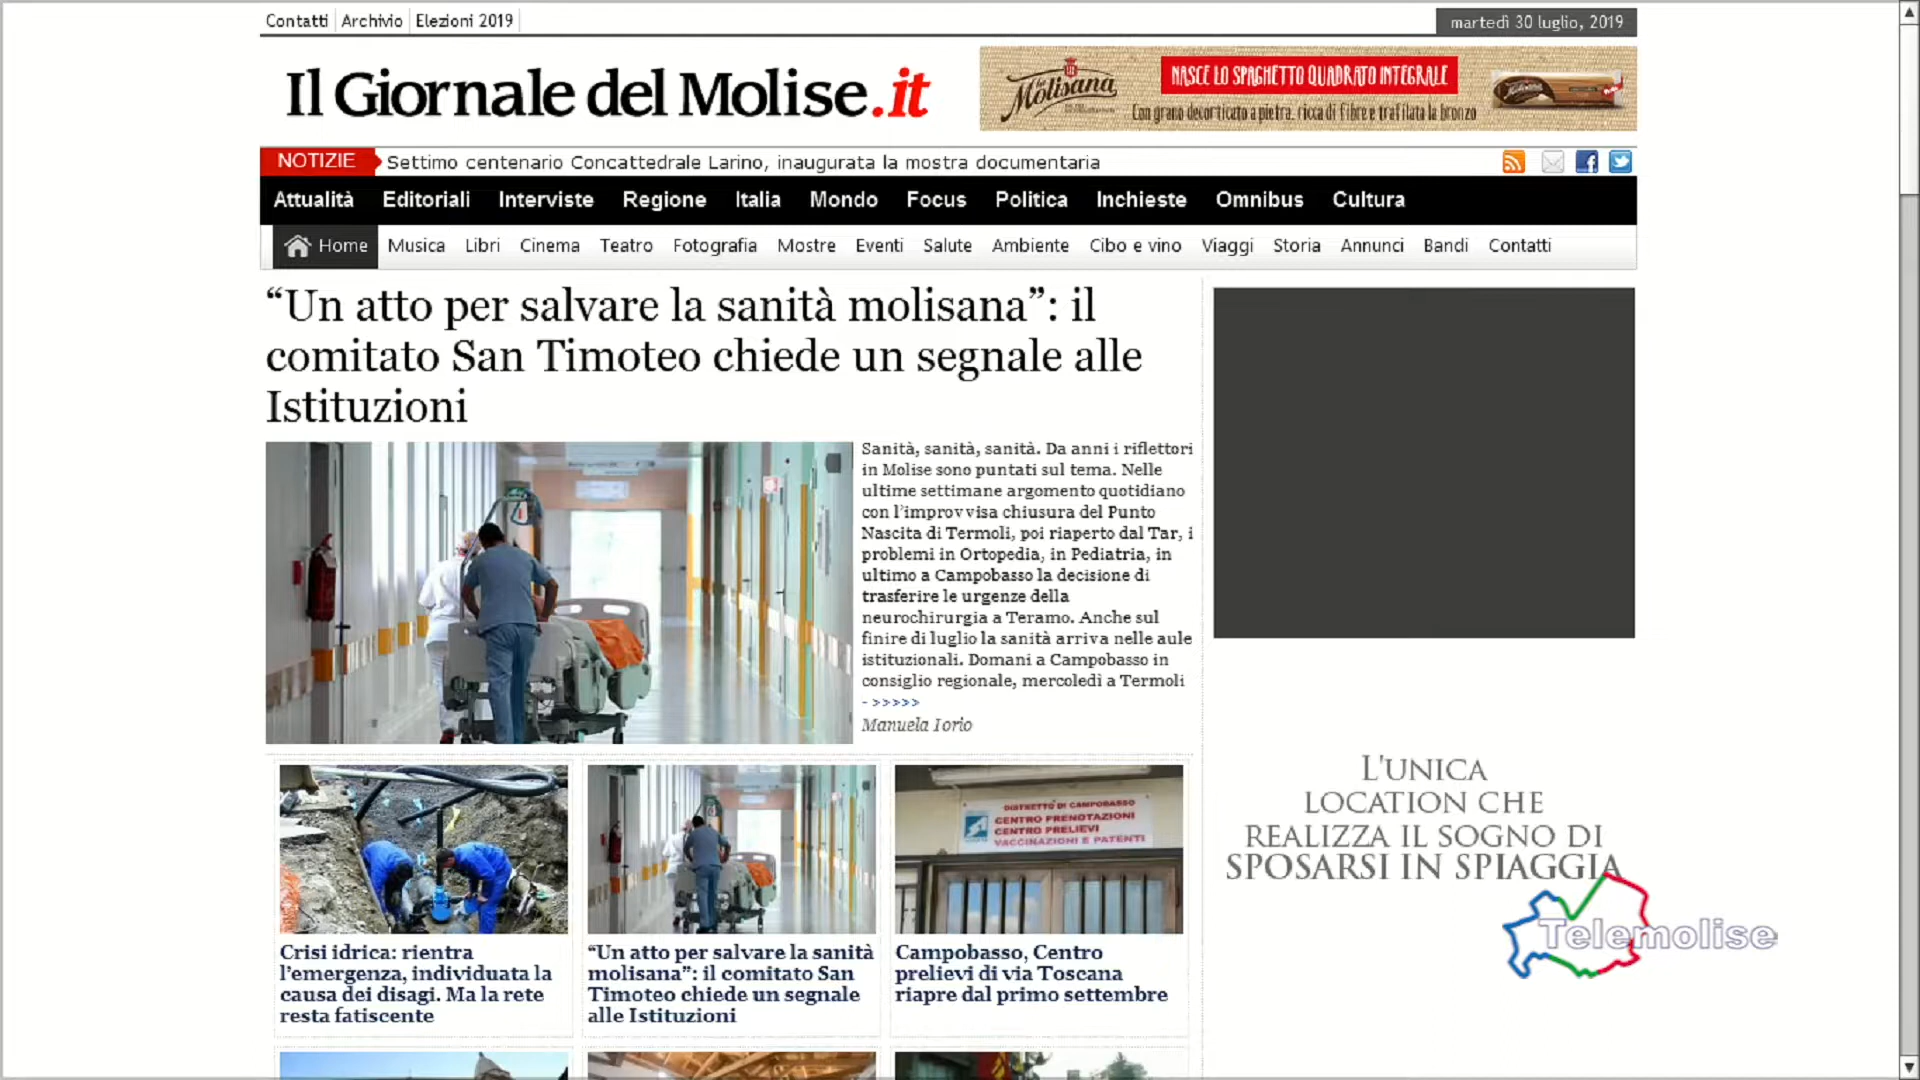 Contatti Archivio Elezioni 2019
martedì 30 luglio, 2019
Il Giornale del Molise.it
La Molisana
NASCE LO SPAGHETTO QUADRATO INTEGRALE
Con grano decorticato a pietra, ricca di fibre e trafilata la bronzo
NOTIZIE
Settimo centenario Concattedrale Larino, inaugurata la mostra documentaria
Attualità Editoriali Interviste Regione Italia Mondo Focus Politica Inchieste Omnibus Cultura
Home Musica Libri Cinema Teatro Fotografia Mostre Eventi Salute Ambiente Cibo e vino Viaggi Storia Annunci Bandi Contatti
“Un atto per salvare la sanità molisana”: il
comitato San Timoteo chiede un segnale alle
Istituzioni
Sanità, sanità, sanità. Da anni i riflettori
in Molise sono puntati sul tema. Nelle
ultime settimane argomento quotidiano
con l’improvvisa chiusura del Punto
Nascita di Termoli, poi riaperto dal Tar, i
problemi in Ortopedia, in Pediatria, in
ultimo a Campobasso la decisione di
trasferire le urgenze della
neurochirurgia a Teramo. Anche sul
finire di luglio la sanità arriva nelle aule
istituzionali. Domani a Campobasso in
consiglio regionale, mercoledì a Termoli
- >>>>>
Manuela Iorio
DISTRETTO DI CAMPOBASSO
CENTRO PRENOTAZIONI
CENTRO PRELIEVI
VACCINAZIONI E PATENTI
Crisi idrica: rientra
l’emergenza, individuata la
causa dei disagi. Ma la rete
resta fatiscente
“Un atto per salvare la sanità
molisana”: il comitato San
Timoteo chiede un segnale
alle Istituzioni
Campobasso, Centro
prelievi di via Toscana
riapre dal primo settembre
L'UNICA
LOCATION CHE
REALIZZA IL SOGNO DI
SPOSARSI IN SPIAGGIA
Telemolise